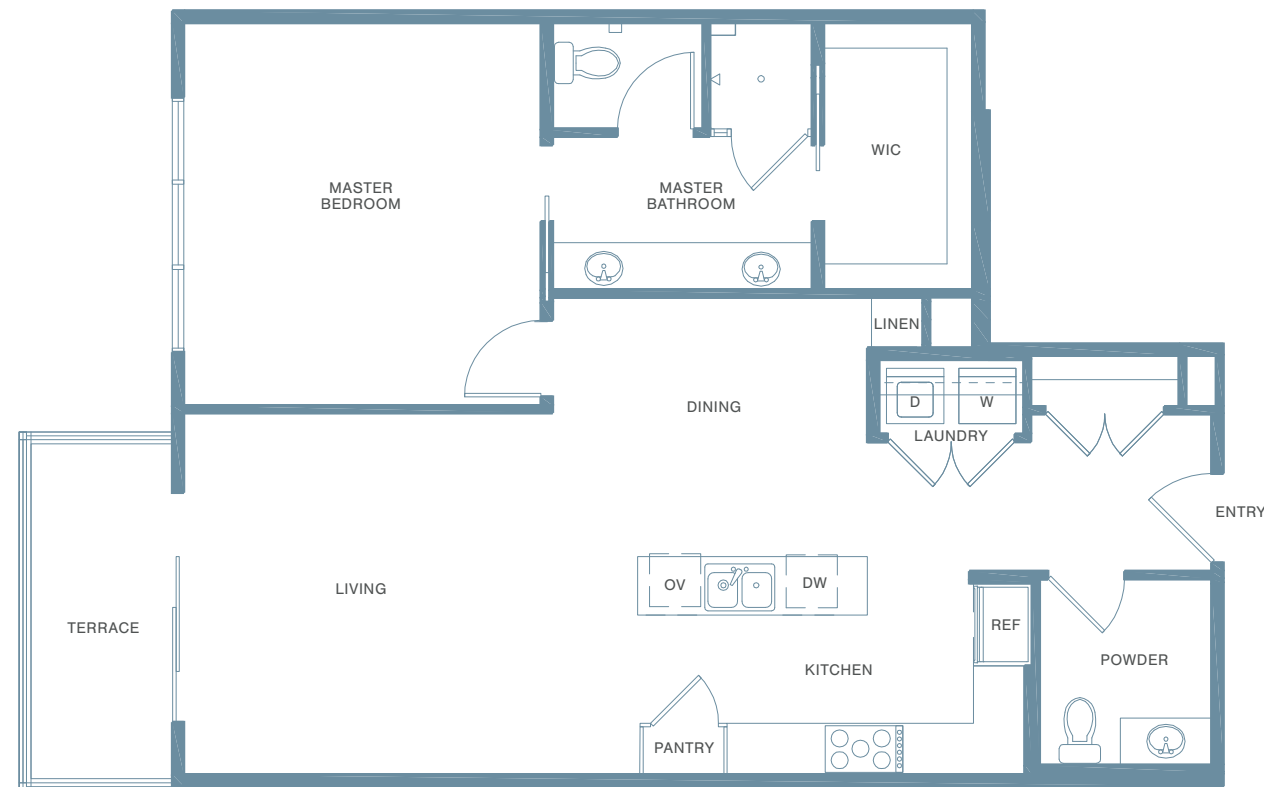 MASTER
BEDROOM
MASTER
BATHROOM
WIC
LINEN
D
W
LAUNDRY
DINING
ENTRY
OV
DW
LIVING
TERRACE
REF
KITCHEN
POWDER
PANTRY